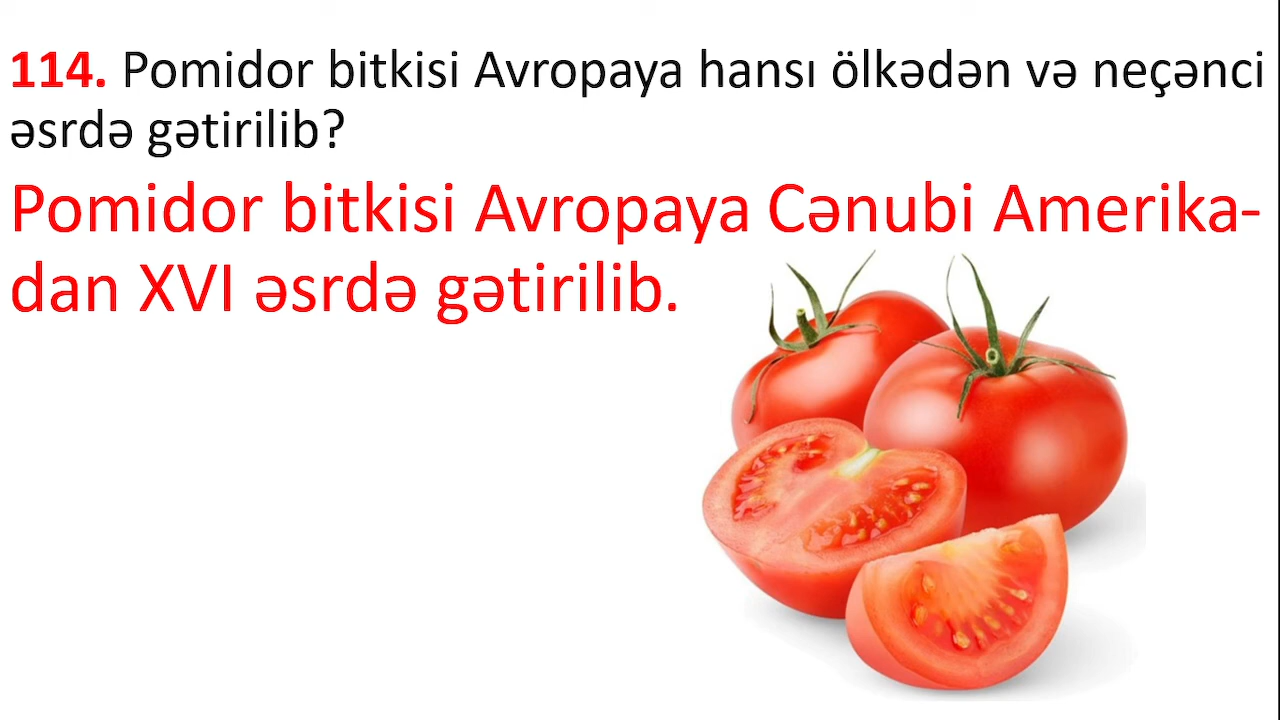 114. Pomidor bitkisi Avropaya hansı ölkədən və neçənci
əsrdə gətirilib?
Pomidor bitkisi Avropaya Cənubi Amerika-
dan XVI əsrdə gətirilib.